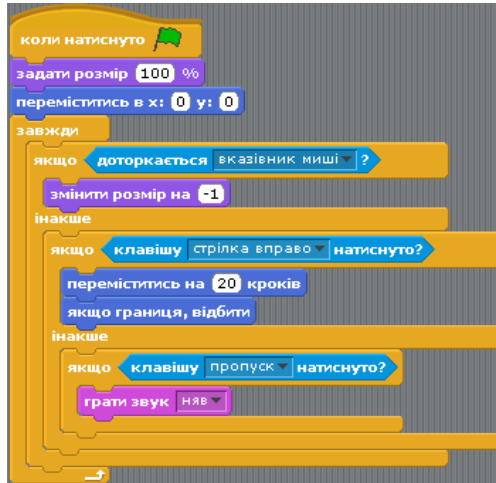 коли натиснуто
задати розмір 100 %
переміститись в x: 0 y: 0
завжди
якщо доторкається вказівник миші ?
змінити розмір на -1
інакше
якщо клавішу стрілка вправо натиснуто?
переміститись на 20 кроків
якщо границя, відбити
інакше
якщо клавішу пропуск натиснуто?
грати звук няв